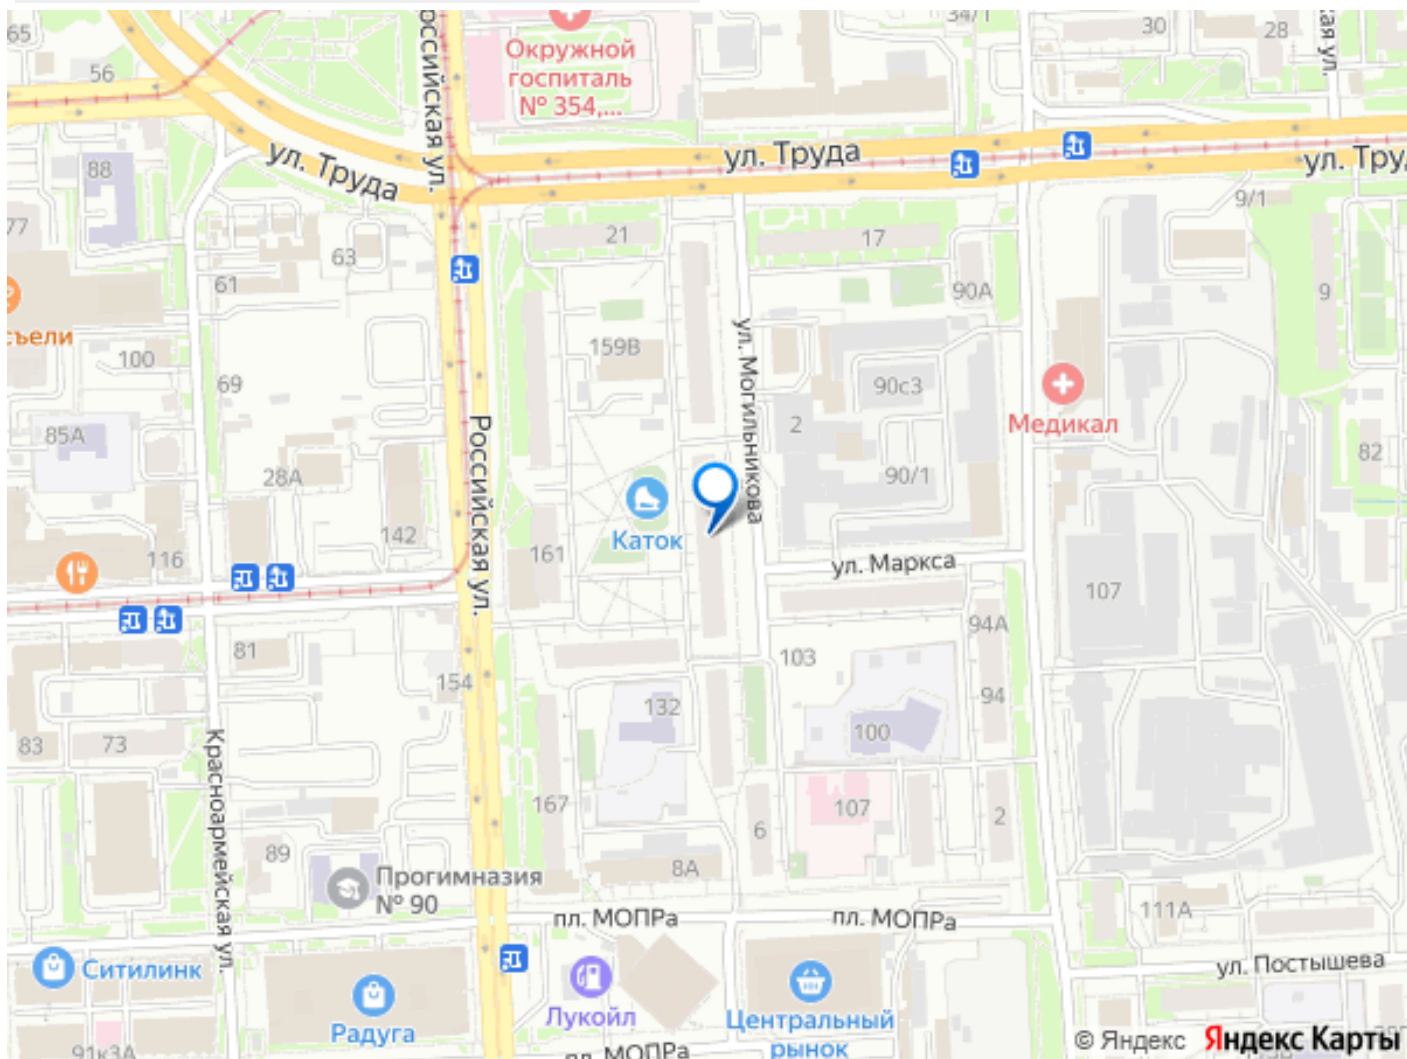 34/1
30
28
65
Окружной
госпиталь
№ 354,...
56
Российская ул.
ул. Труда
ул. Труда
88
ул. Тру
9/1
77
21
17
63
61
90А
9
съели
159В
100
ул. Могильникова
69
90с3
Медикал
Российская ул.
85А
2
82
28А
90/1
Каток
142
116
161
ул. Маркса
107
94А
81
103
154
132
94
100
83
73
Красноармейская ул.
167
107
2
6
89
8А
Прогимназия
№ 90
111А
пл. МОПРа
пл. МОПРа
Ситилинк
ул. Постышева
Радуга
Лукойл
Центральный
рынок
91к3А
пл. МОПРа
© Яндекс Яндекс Карты